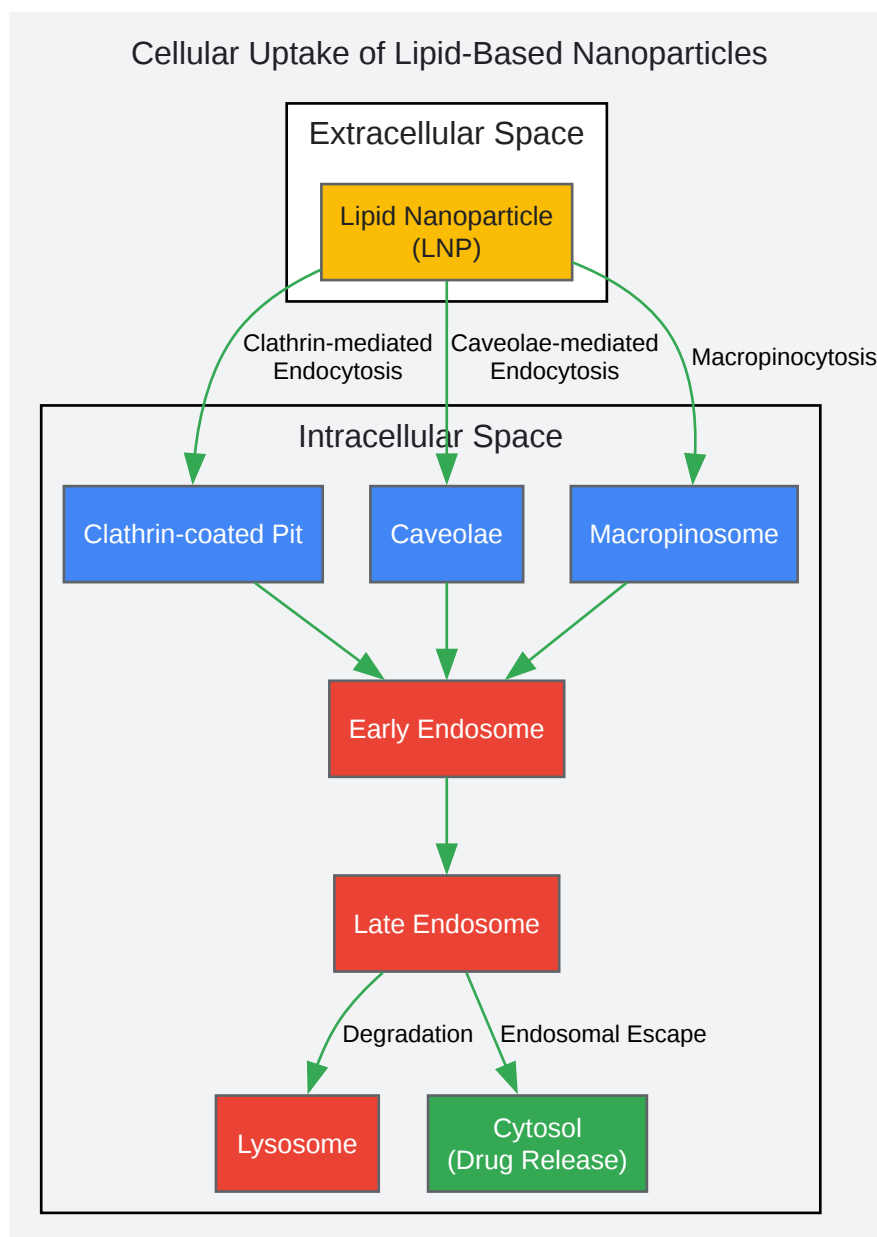 Cellular Uptake of Lipid-Based Nanoparticles
Extracellular Space
Lipid Nanoparticle
(LNP)
Clathrin-mediated
Endocytosis
Caveolae-mediated
Endocytosis
Macropinocytosis
Intracellular Space
Clathrin-coated Pit
Caveolae
Macropinosome
Early Endosome
Late Endosome
Degradation
Endosomal Escape
Lysosome
Cytosol
(Drug Release)